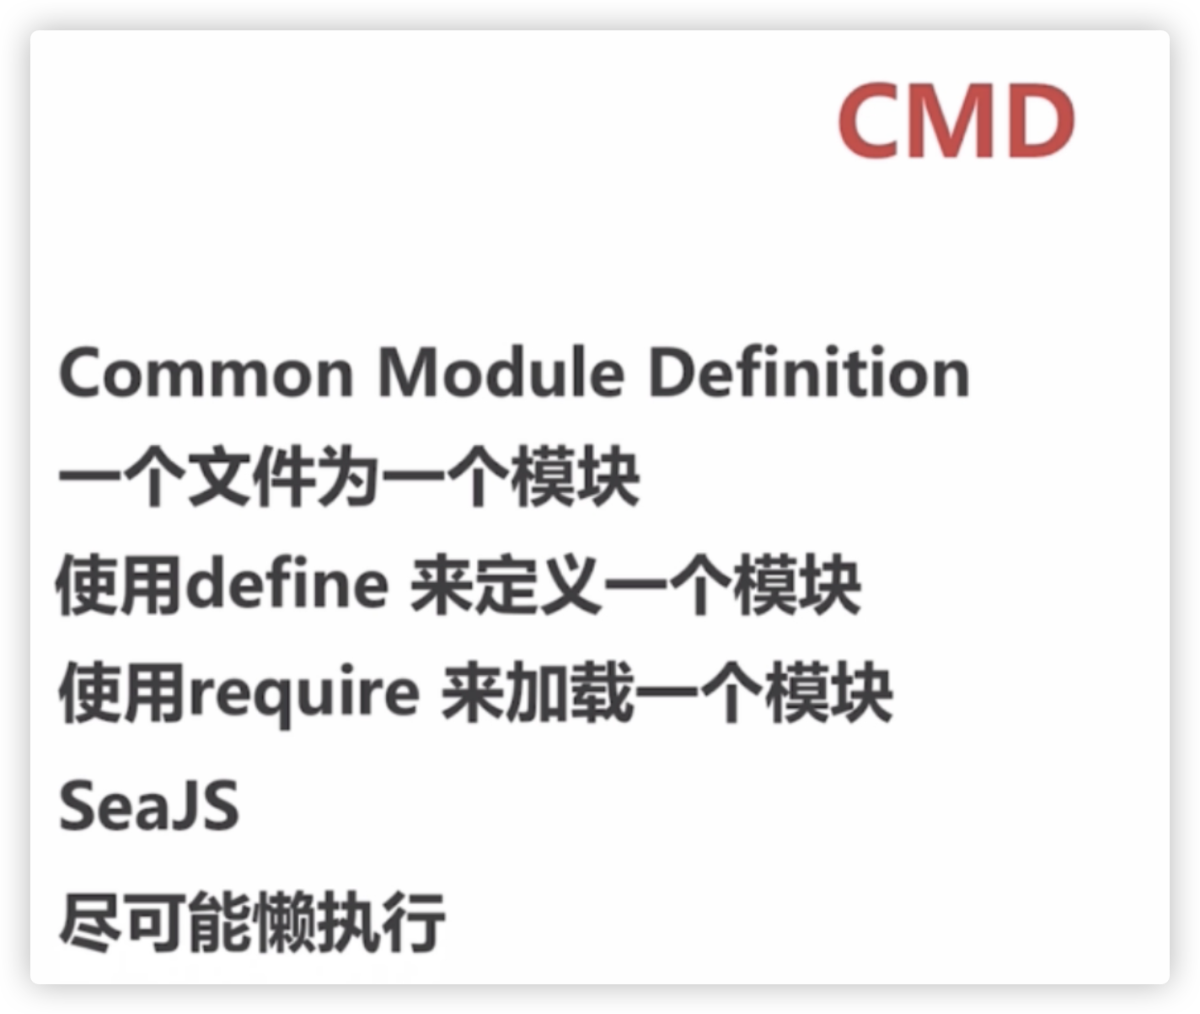 CMD
Common Module Definition
一个文件为一个模块
使用define 来定义一个模块
使用require 来加载一个模块
SeaJS
尽可能懒执行